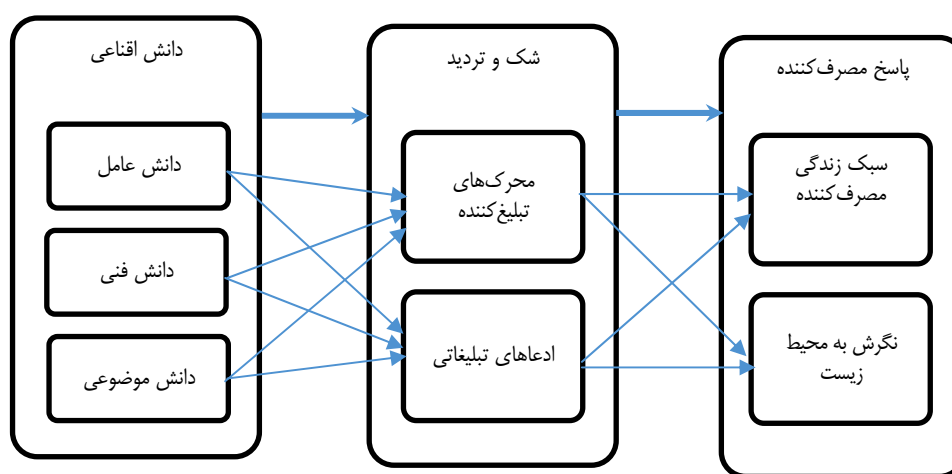 دانش اقناعی
دانش عامل
دانش فنی
دانش موضوعی
شک و تردید
محرک‌های
تبلیغ‌کننده
ادعاهای تبلیغاتی
پاسخ مصرف‌کننده
سبک زندگی
مصرف‌کننده
نگرش به محیط
زیست